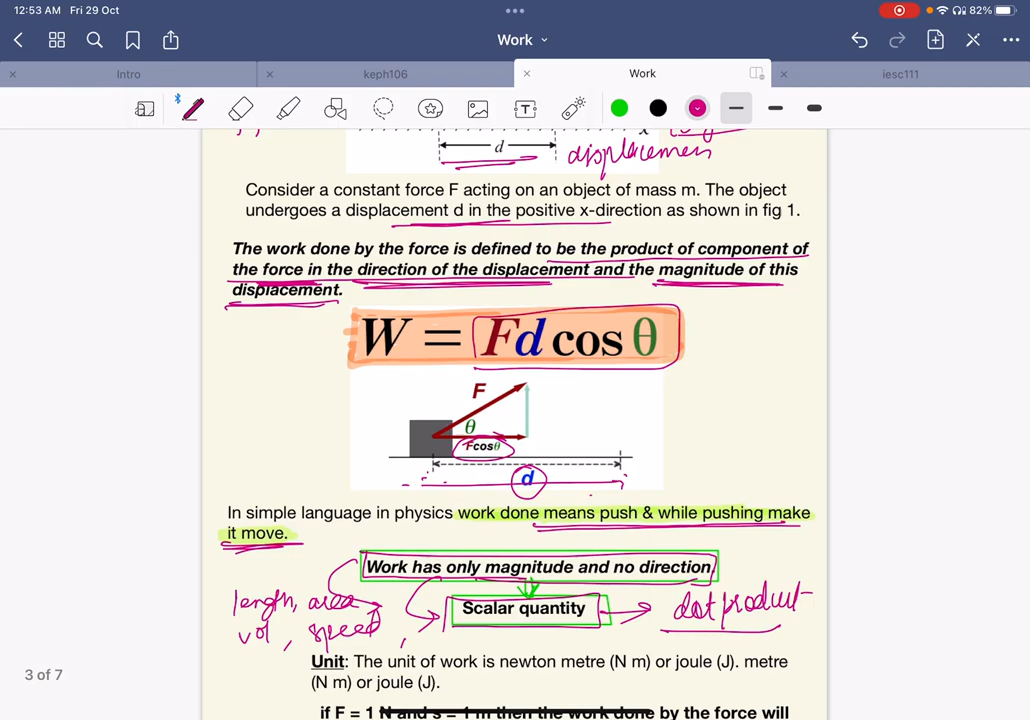 12:53 AM Fri 29 Oct
82%
Work
Intro
keph106
Work
iesc111
T
d
x
displacemen
Consider a constant force F acting on an object of mass m. The object
undergoes a displacement d in the positive x-direction as shown in fig 1.
The work done by the force is defined to be the product of component of
the force in the direction of the displacement and the magnitude of this
displacement.
W = Fd cos θ
F
θ
Fcosθ
d
In simple language in physics work done means push & while pushing make
it move.
Work has only magnitude and no direction.
length, area
Scalar quantity
dot product
vol, speed,
3 of 7
Unit: The unit of work is newton metre (N m) or joule (J). metre
(N m) or joule (J).
if F = 1 N and s = 1 m then the work done by the force will